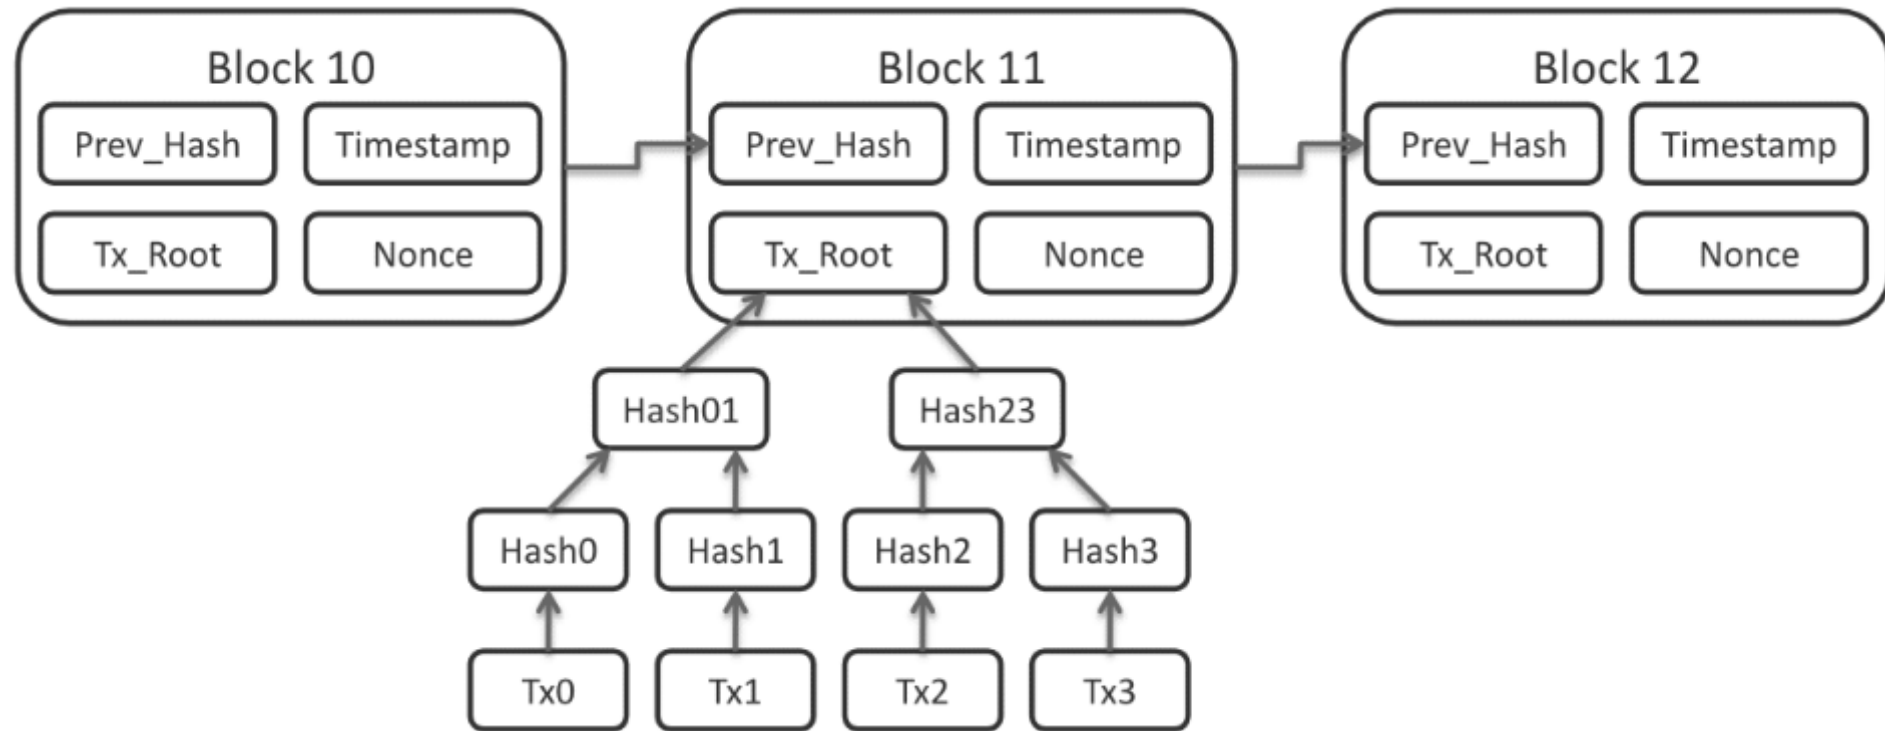 Block 10
Prev_Hash Timestamp
Tx_Root Nonce
Block 11
Prev_Hash Timestamp
Tx_Root Nonce
Block 12
Prev_Hash Timestamp
Tx_Root Nonce
Hash01 Hash23
Hash0 Hash1 Hash2 Hash3
Tx0 Tx1 Tx2 Tx3